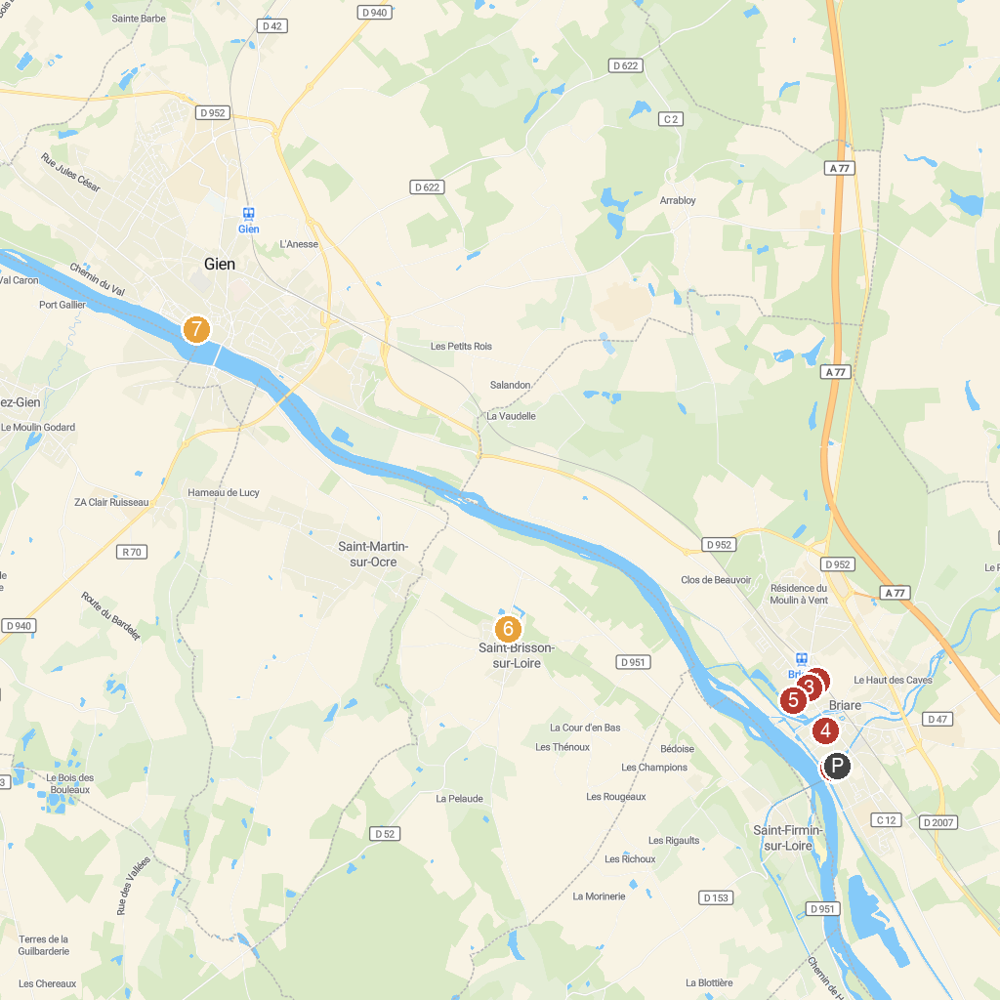 Sainte Barbe
D 42
D 940
D 622
C 2
D 952
A 77
Rue Jules César
D 622
Arrabloy
Gien
L'Anesse
Gien
Val Caron
Chemin du Val
Port Gallier
7
Les Petits Rois
A 77
Salandon
ez-Gien
La Vaudelle
Le Moulin Godard
Hameau de Lucy
ZA Clair Ruisseau
D 952
Saint-Martin-
sur-Ocre
R 70
D 952
Clos de Beauvoir
Résidence du
Moulin à Vent
A 77
Route du Bardelet
D 940
6
Saint-Brisson-
sur-Loire
D 951
Bri
3
5
Le Haut des Caves
Briare
D 47
4
La Cour d'en Bas
Les Thénoux
Bédoise
Les Champions
P
Le Bois des
Bouleaux
3
La Pelaude
Les Rougeaux
C 12
D 2007
D 52
Saint-Firmin-
sur-Loire
Les Rigaults
Les Richoux
Rue des Vallées
La Morinerie
D 153
D 951
Terres de la
Guilbarderie
Les Chereaux
La Blottière
Chemin de H